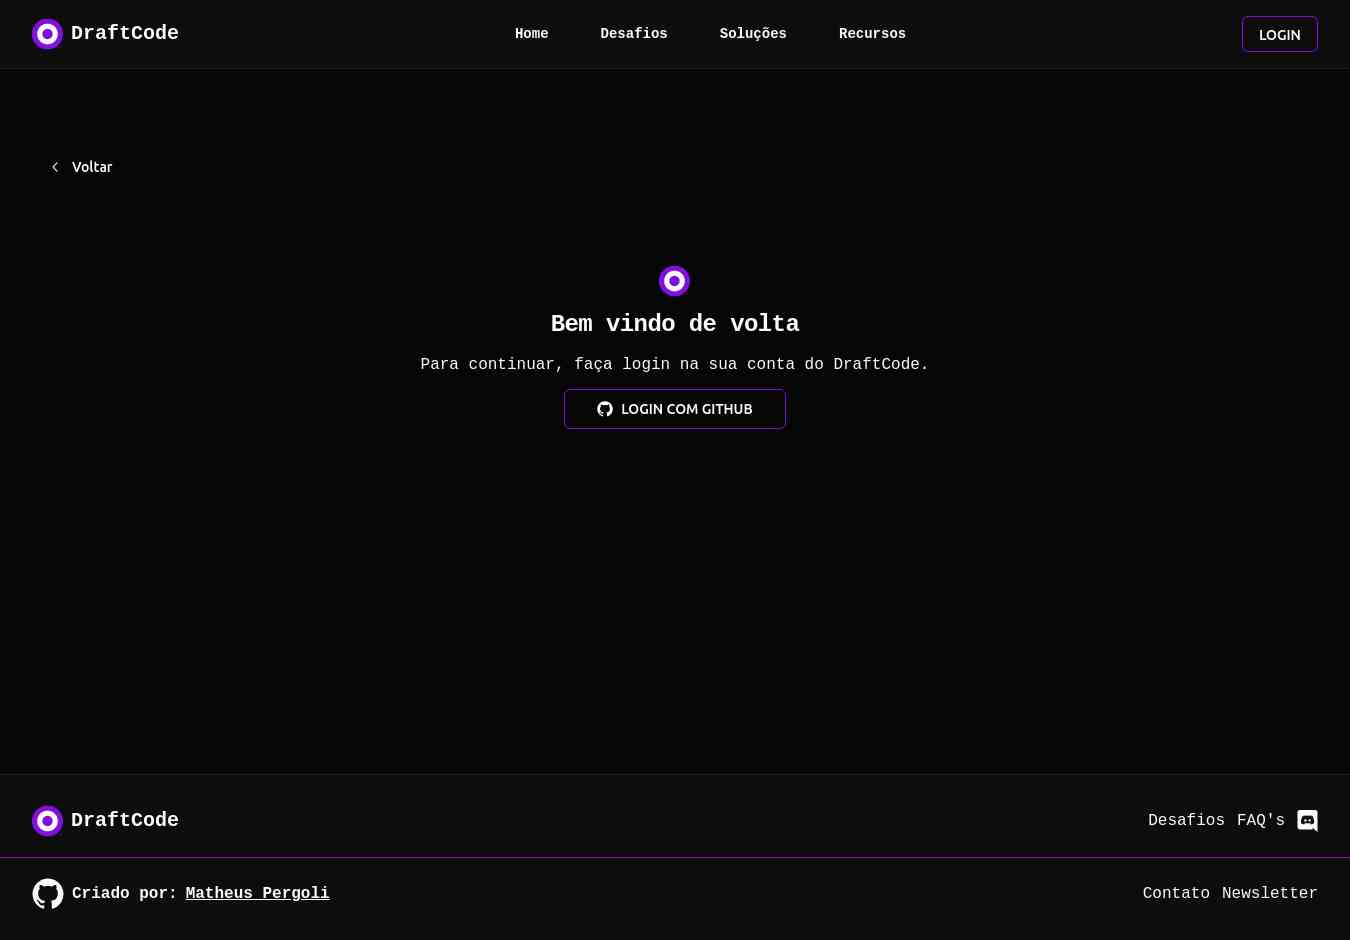 DraftCode Home Desafios Soluções Recursos LOGIN
Voltar
Bem vindo de volta
Para continuar, faça login na sua conta do DraftCode.
LOGIN COM GITHUB
DraftCode Desafios FAQ's
Criado por: Matheus Pergoli Contato Newsletter